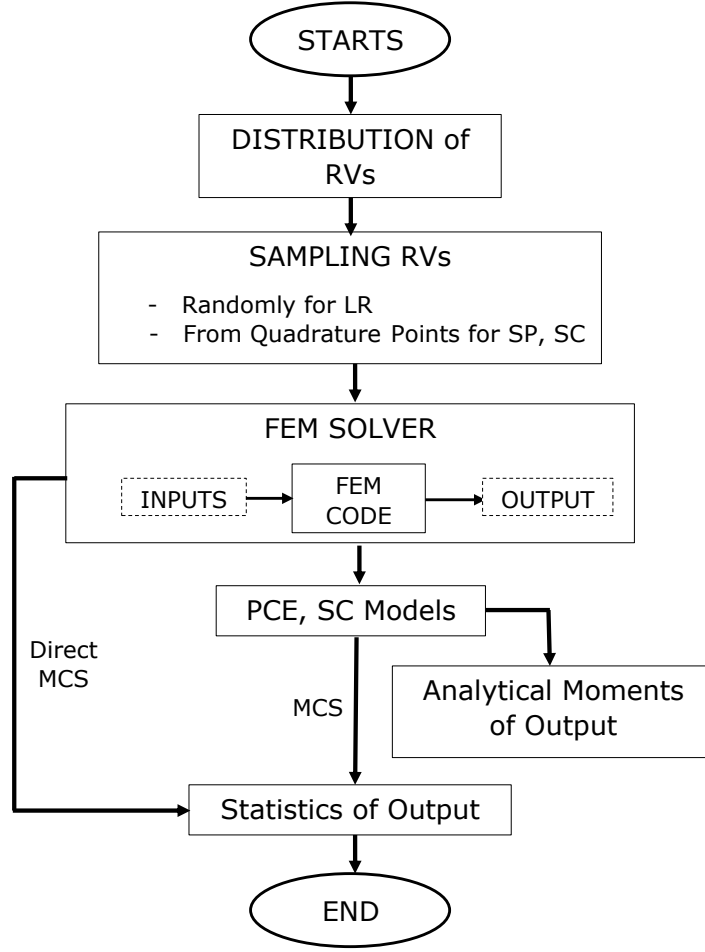 STARTS
DISTRIBUTION of
RVs
SAMPLING RVs
- Randomly for LR
- From Quadrature Points for SP, SC
FEM SOLVER
INPUTS
FEM
CODE
OUTPUT
PCE, SC Models
Direct
MCS
MCS
Analytical Moments
of Output
Statistics of Output
END